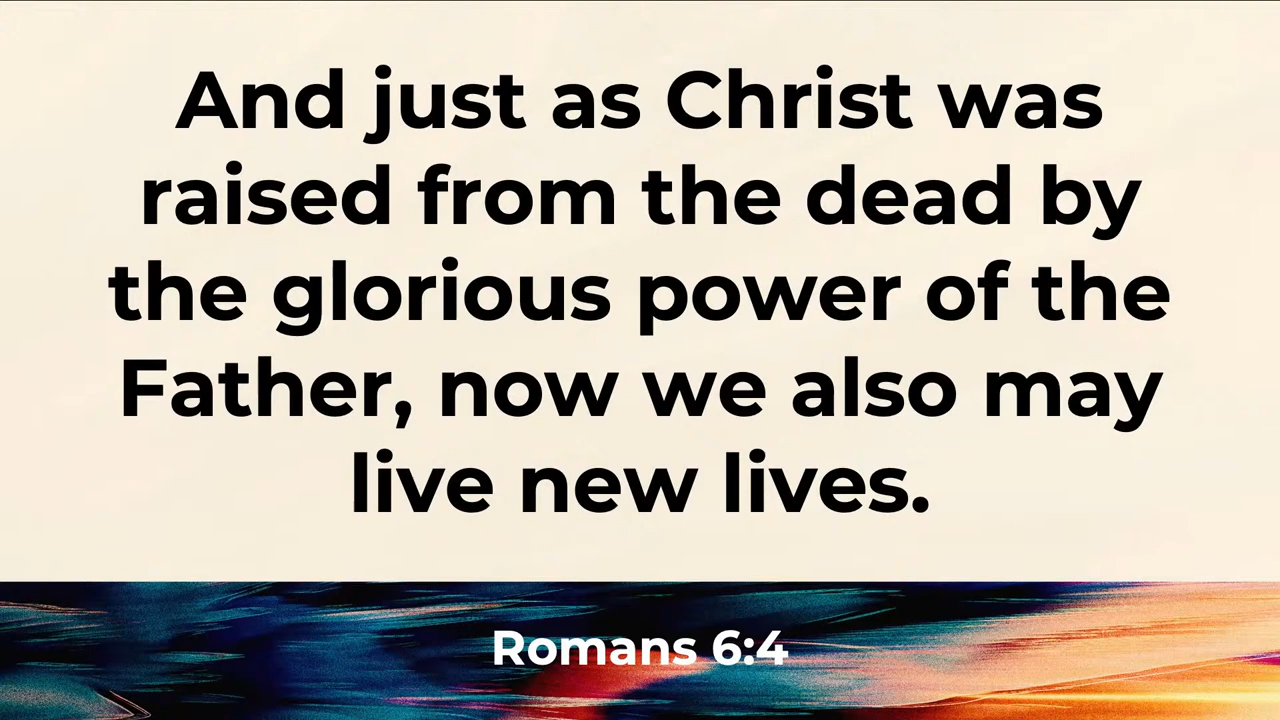 And just as Christ was
raised from the dead by
the glorious power of the
Father, now we also may
live new lives.
Romans 6:4